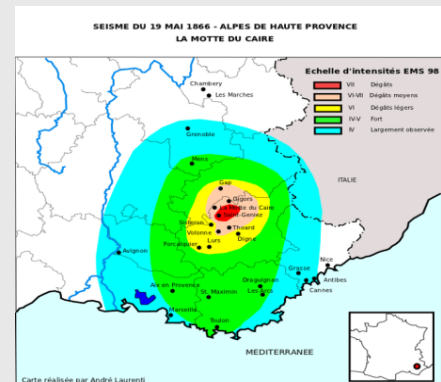 SEISME DU 19 MAI 1866 - ALPES DE HAUTE PROVENCE
LA MOTTE DU CAIRE
Echelle d'intensités EMS 98
VII Dégâts
VI-VII Dégâts moyens
VI Dégâts légers
IV-V Fort
IV Largement observée
Chambery
Les Marches
Grenoble
Mens
ITALIE
Gap
Gigors
La Motte du Caire
Saint-Geniez
Sisteron
Thoard
Volonne
Digne
Lurs
Forcalquier
Avignon
Nice
Grasse
Antibes
Cannes
Draguignan
Les Arcs
Aix en Provence
St. Maximin
Marseille
Toulon
MEDITERRANEE
Carte réalisée par André Laurenti